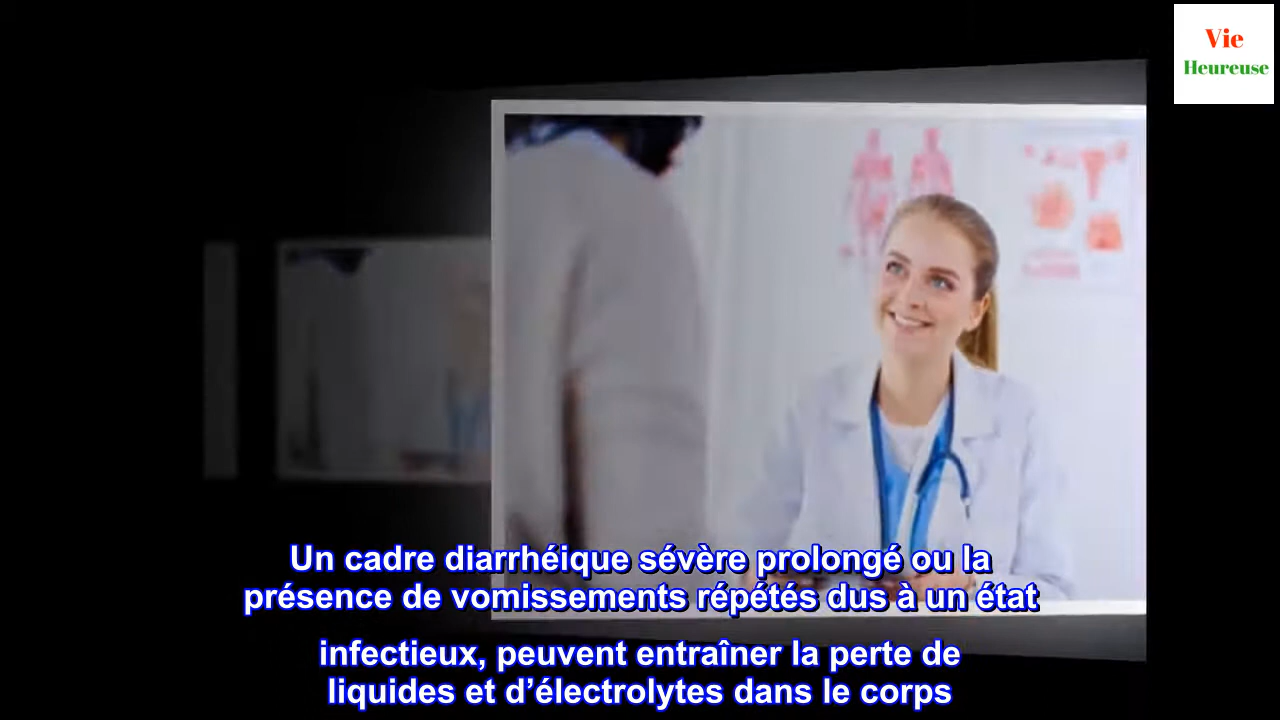 Vie
Heureuse
Un cadre diarrhéique sévère prolongé ou la
présence de vomissements répétés dus à un état
infectieux, peuvent entraîner la perte de
liquides et d’électrolytes dans le corps